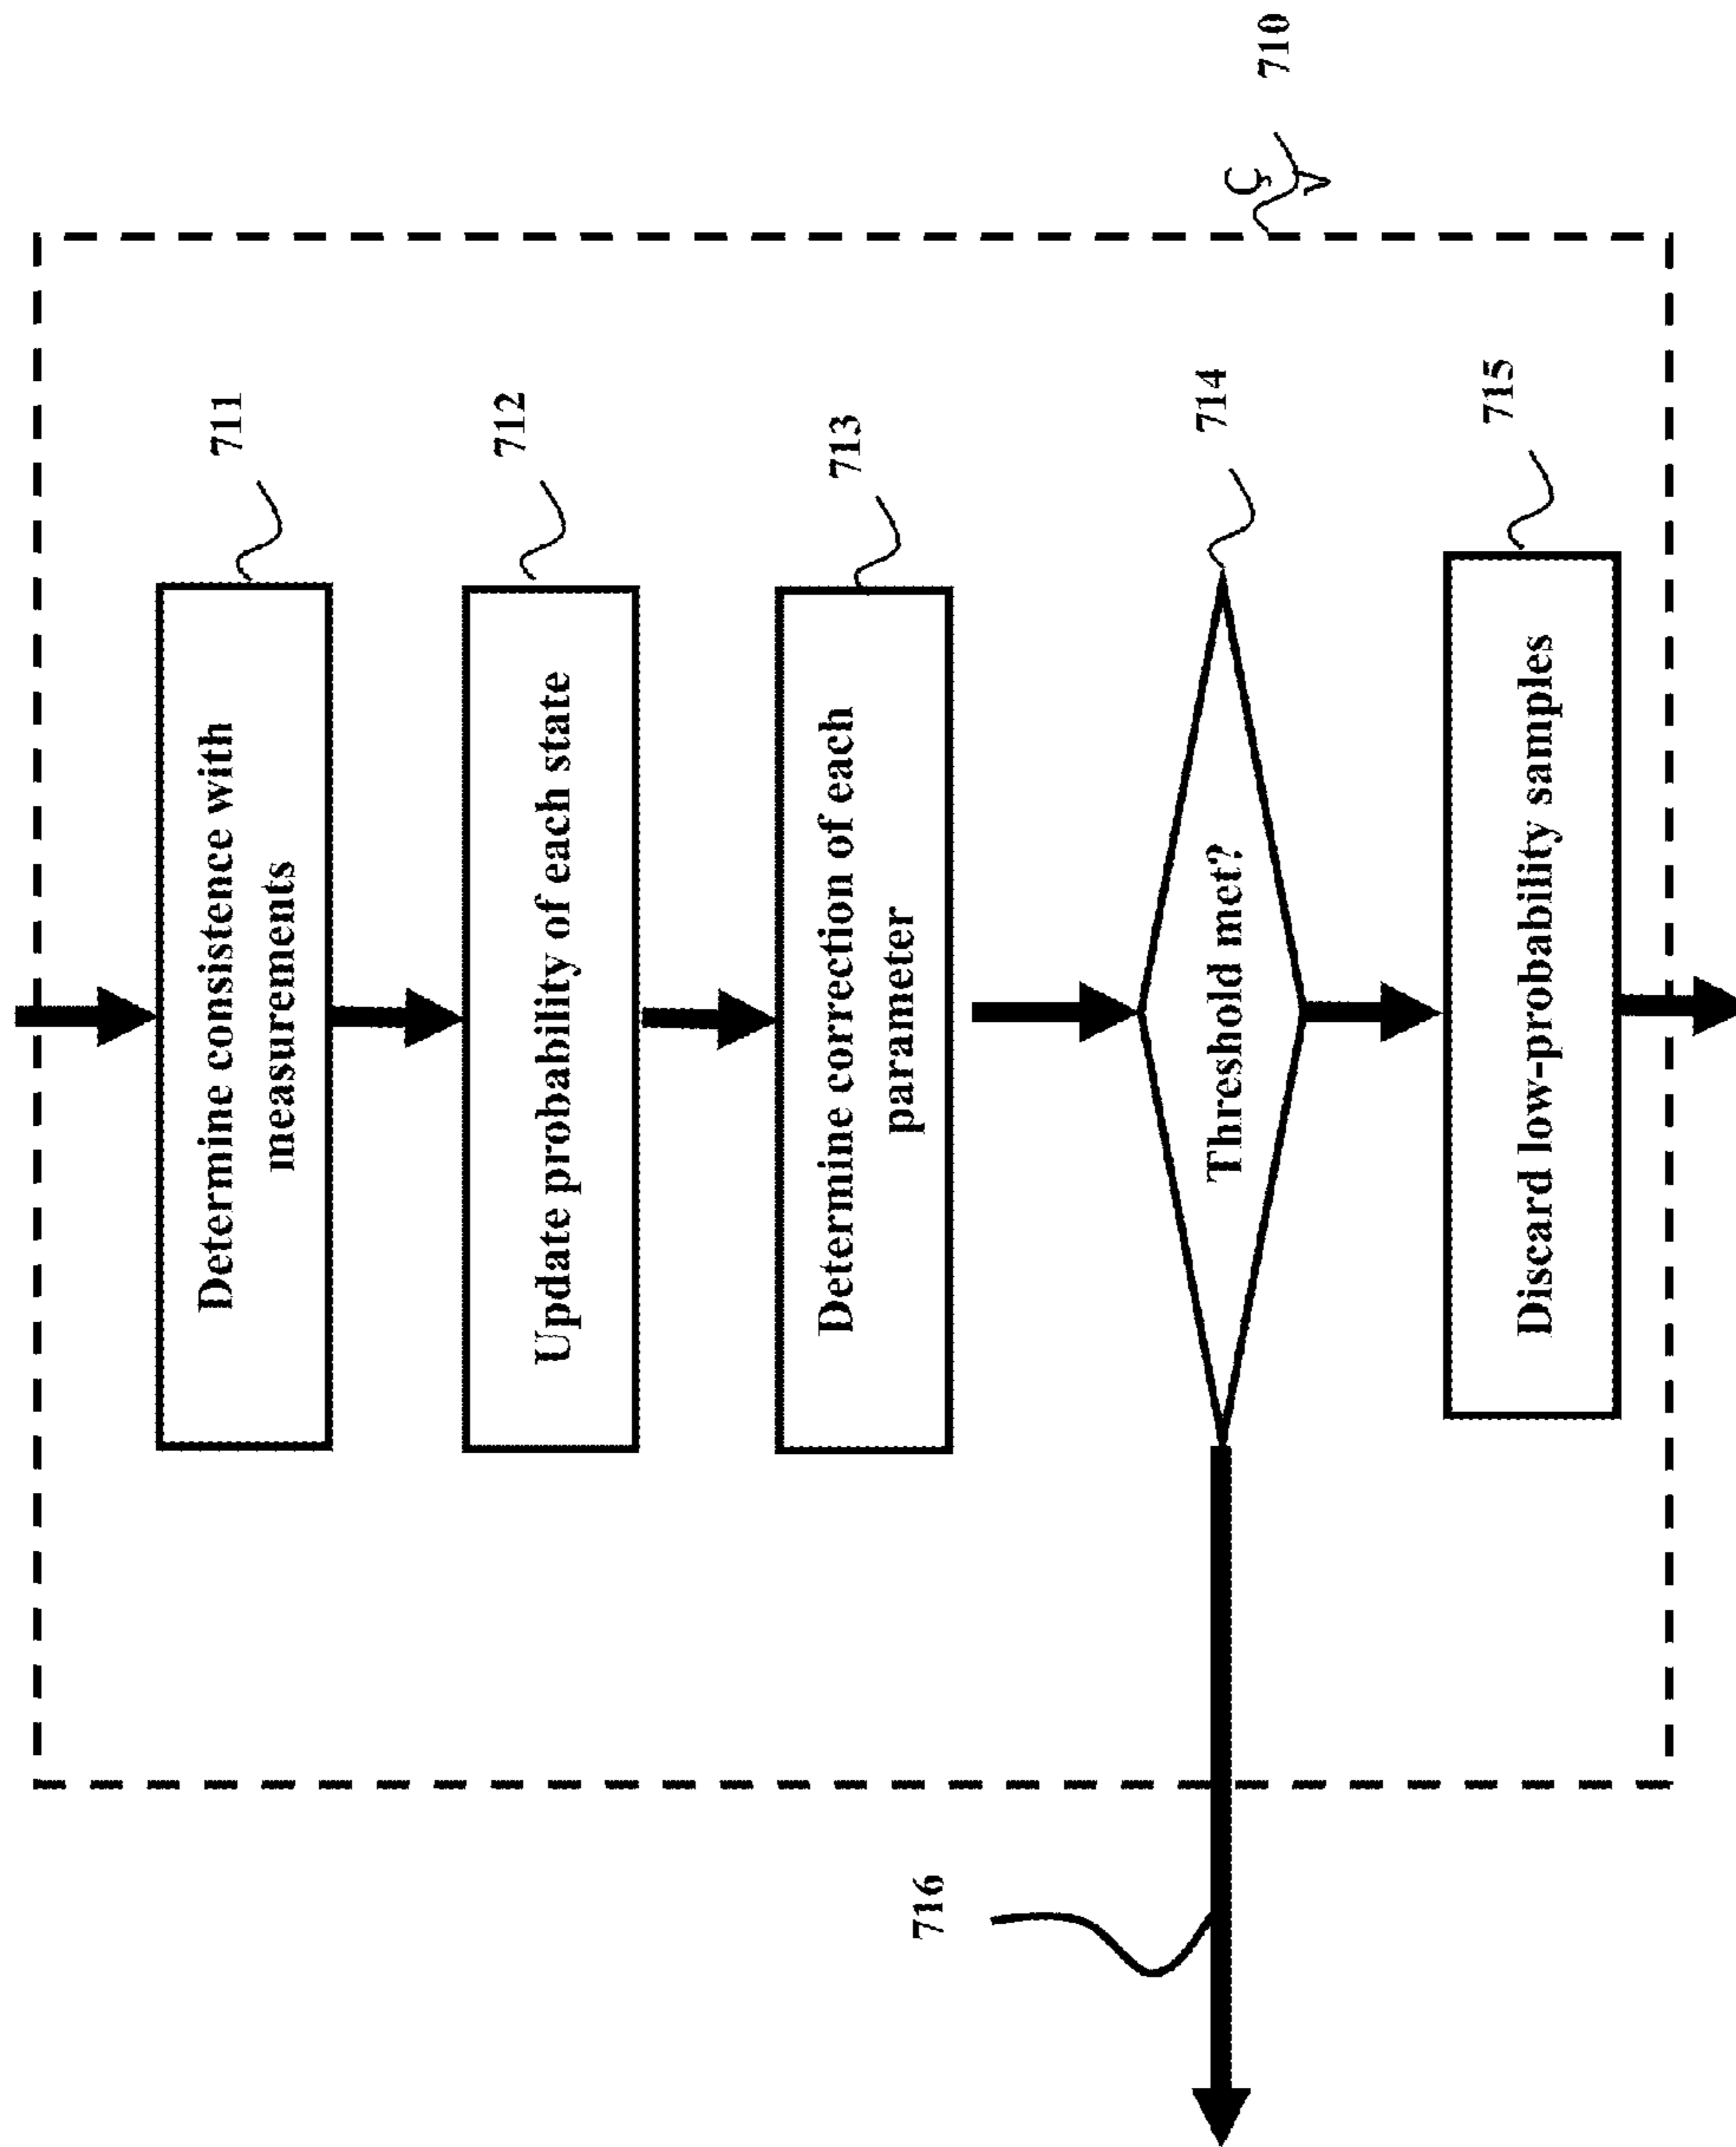 710
711
Determine consistence with
measurements
712
Update probability of each state
713
Determine correction of each
parameter
714
Threshold met?
716
715
Discard low-probability samples